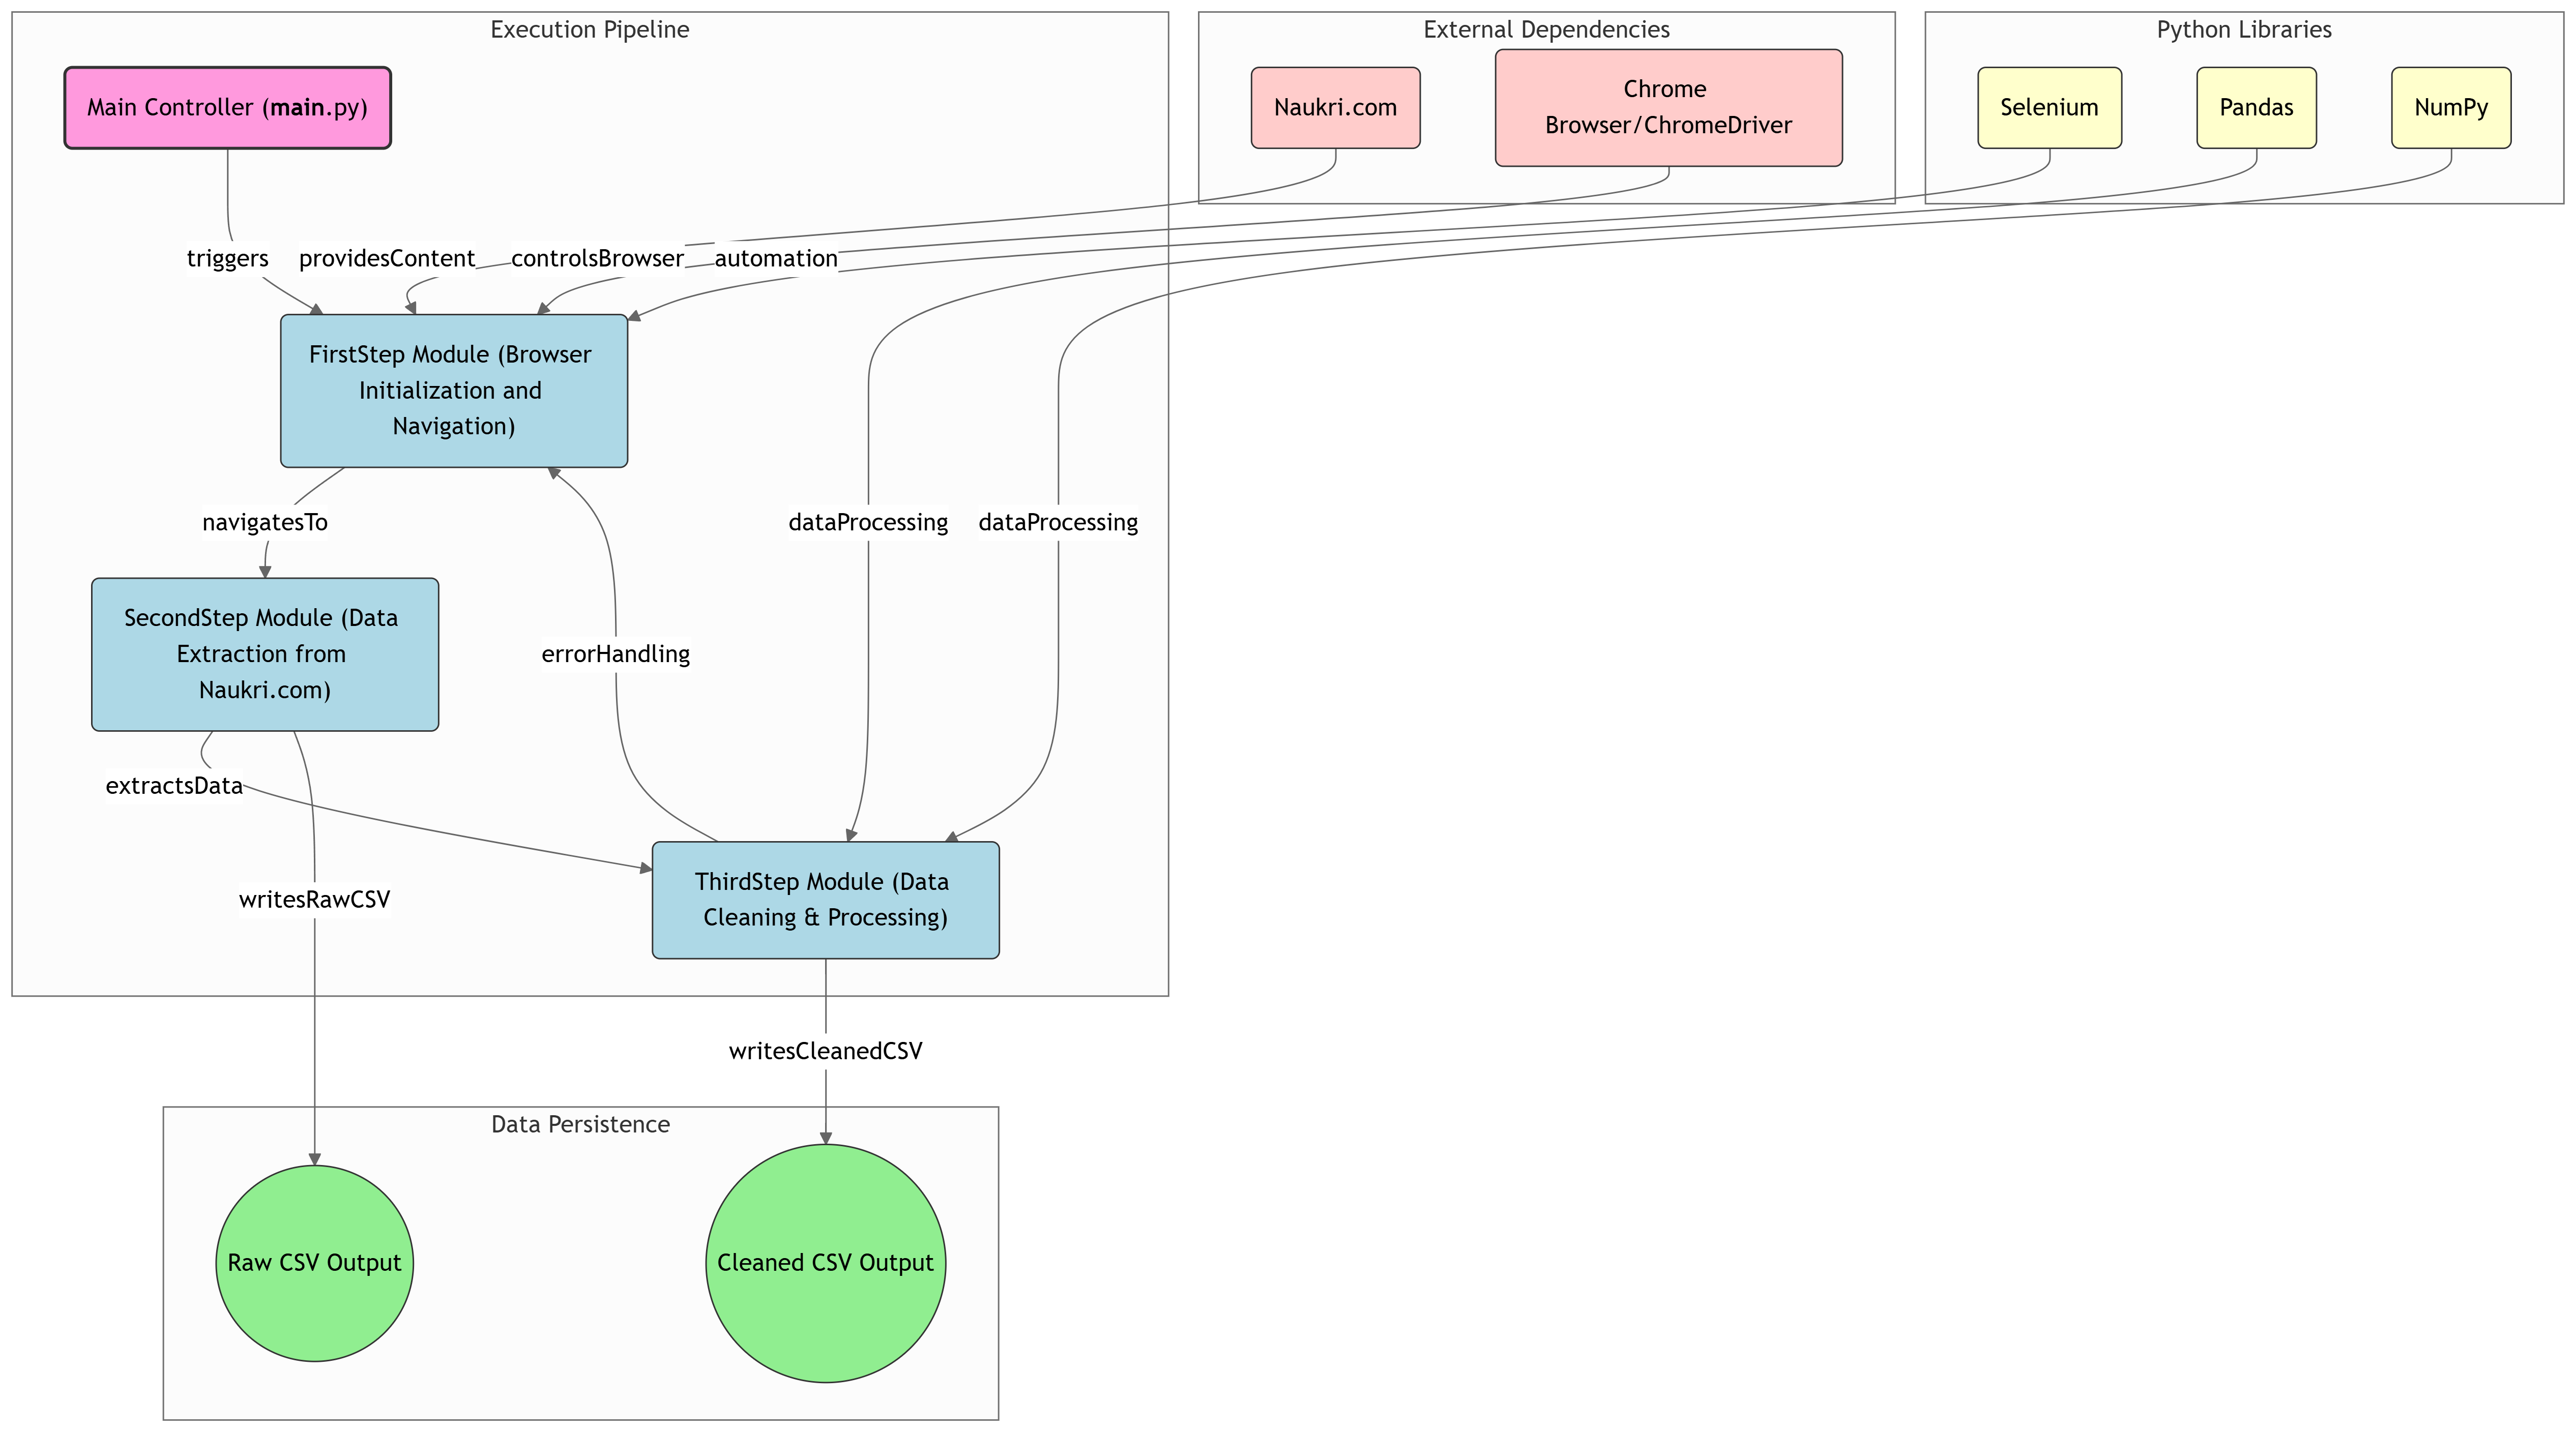 Execution Pipeline
External Dependencies
Python Libraries
Main Controller (main.py)
Naukri.com
Chrome
Browser/ChromeDriver
Selenium
Pandas
NumPy
triggers
providesContent
controlsBrowser
automation
FirstStep Module (Browser
Initialization and
Navigation)
navigatesTo
dataProcessing
dataProcessing
SecondStep Module (Data
Extraction from
Naukri.com)
errorHandling
extractsData
writesRawCSV
ThirdStep Module (Data
Cleaning & Processing)
writesCleanedCSV
Data Persistence
Raw CSV Output
Cleaned CSV Output